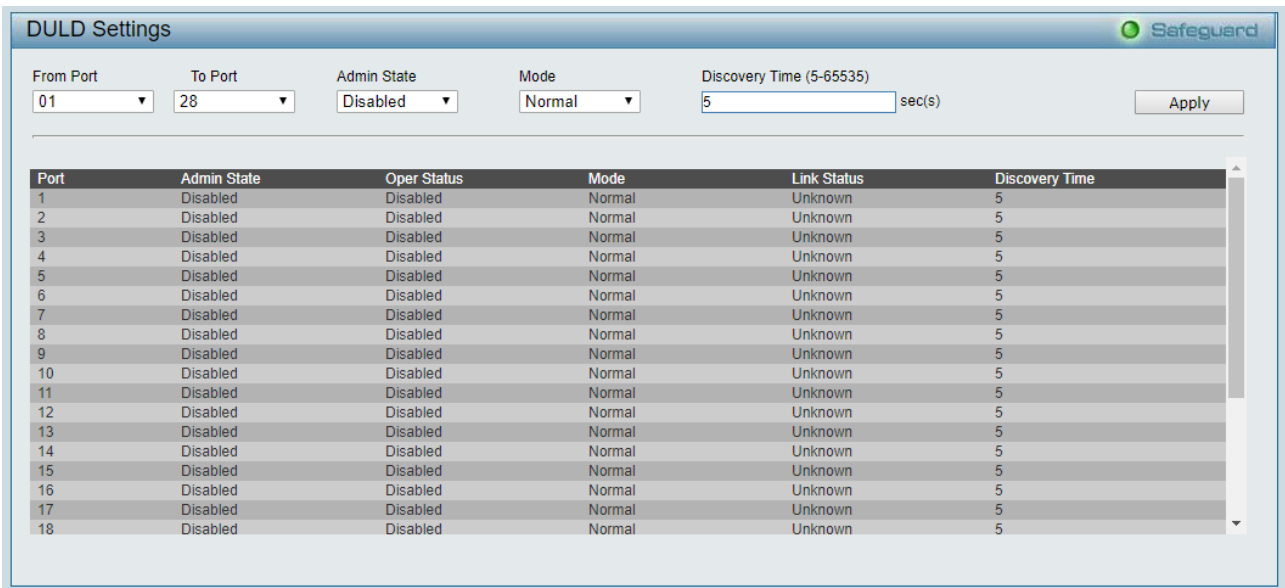 DULD Settings
Safeguard
From Port To Port Admin State Mode Discovery Time (5-65535)
01 28 Disabled Normal 5 sec(s) Apply
Port Admin State Oper Status Mode Link Status Discovery Time
1 Disabled Disabled Normal Unknown 5
2 Disabled Disabled Normal Unknown 5
3 Disabled Disabled Normal Unknown 5
4 Disabled Disabled Normal Unknown 5
5 Disabled Disabled Normal Unknown 5
6 Disabled Disabled Normal Unknown 5
7 Disabled Disabled Normal Unknown 5
8 Disabled Disabled Normal Unknown 5
9 Disabled Disabled Normal Unknown 5
10 Disabled Disabled Normal Unknown 5
11 Disabled Disabled Normal Unknown 5
12 Disabled Disabled Normal Unknown 5
13 Disabled Disabled Normal Unknown 5
14 Disabled Disabled Normal Unknown 5
15 Disabled Disabled Normal Unknown 5
16 Disabled Disabled Normal Unknown 5
17 Disabled Disabled Normal Unknown 5
18 Disabled Disabled Normal Unknown 5